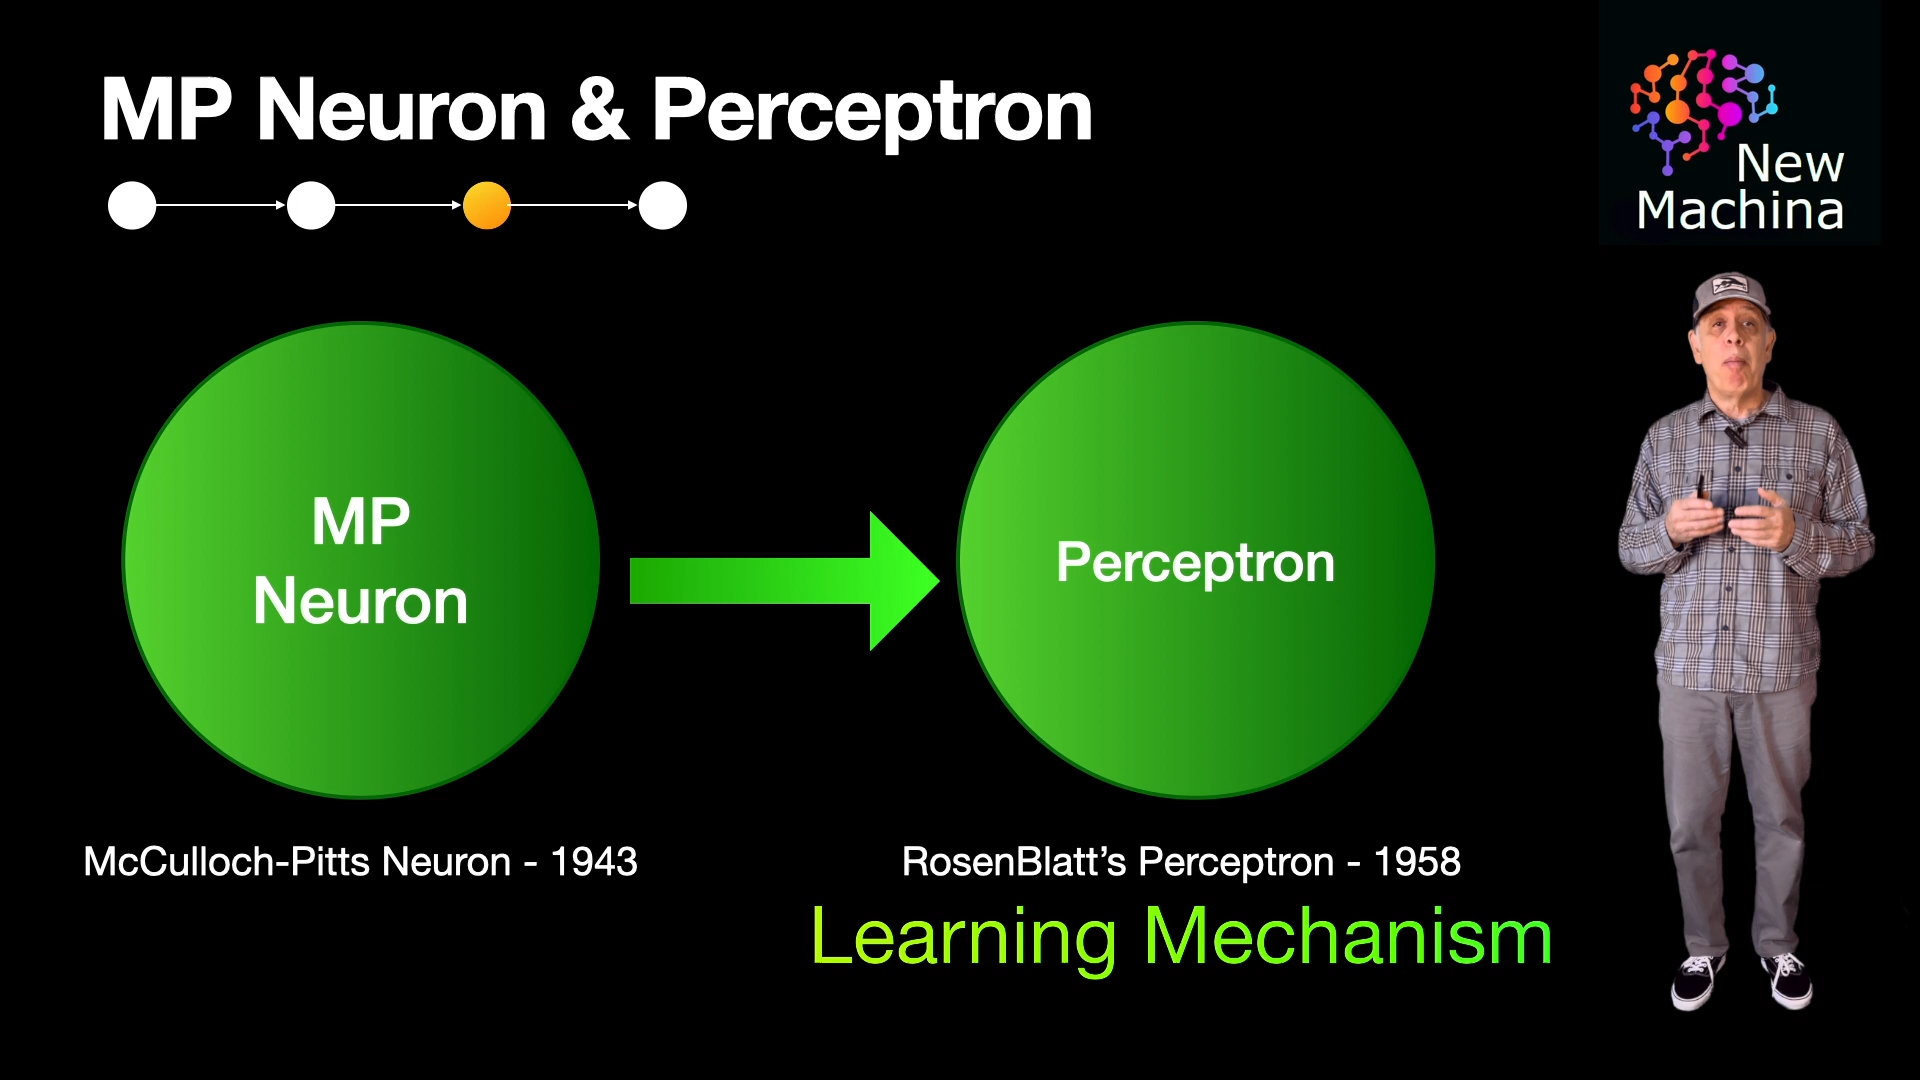 MP Neuron & Perceptron
New
Machina
MP
Neuron
Perceptron
McCulloch-Pitts Neuron - 1943
RosenBlatt’s Perceptron - 1958
Learning Mechanism